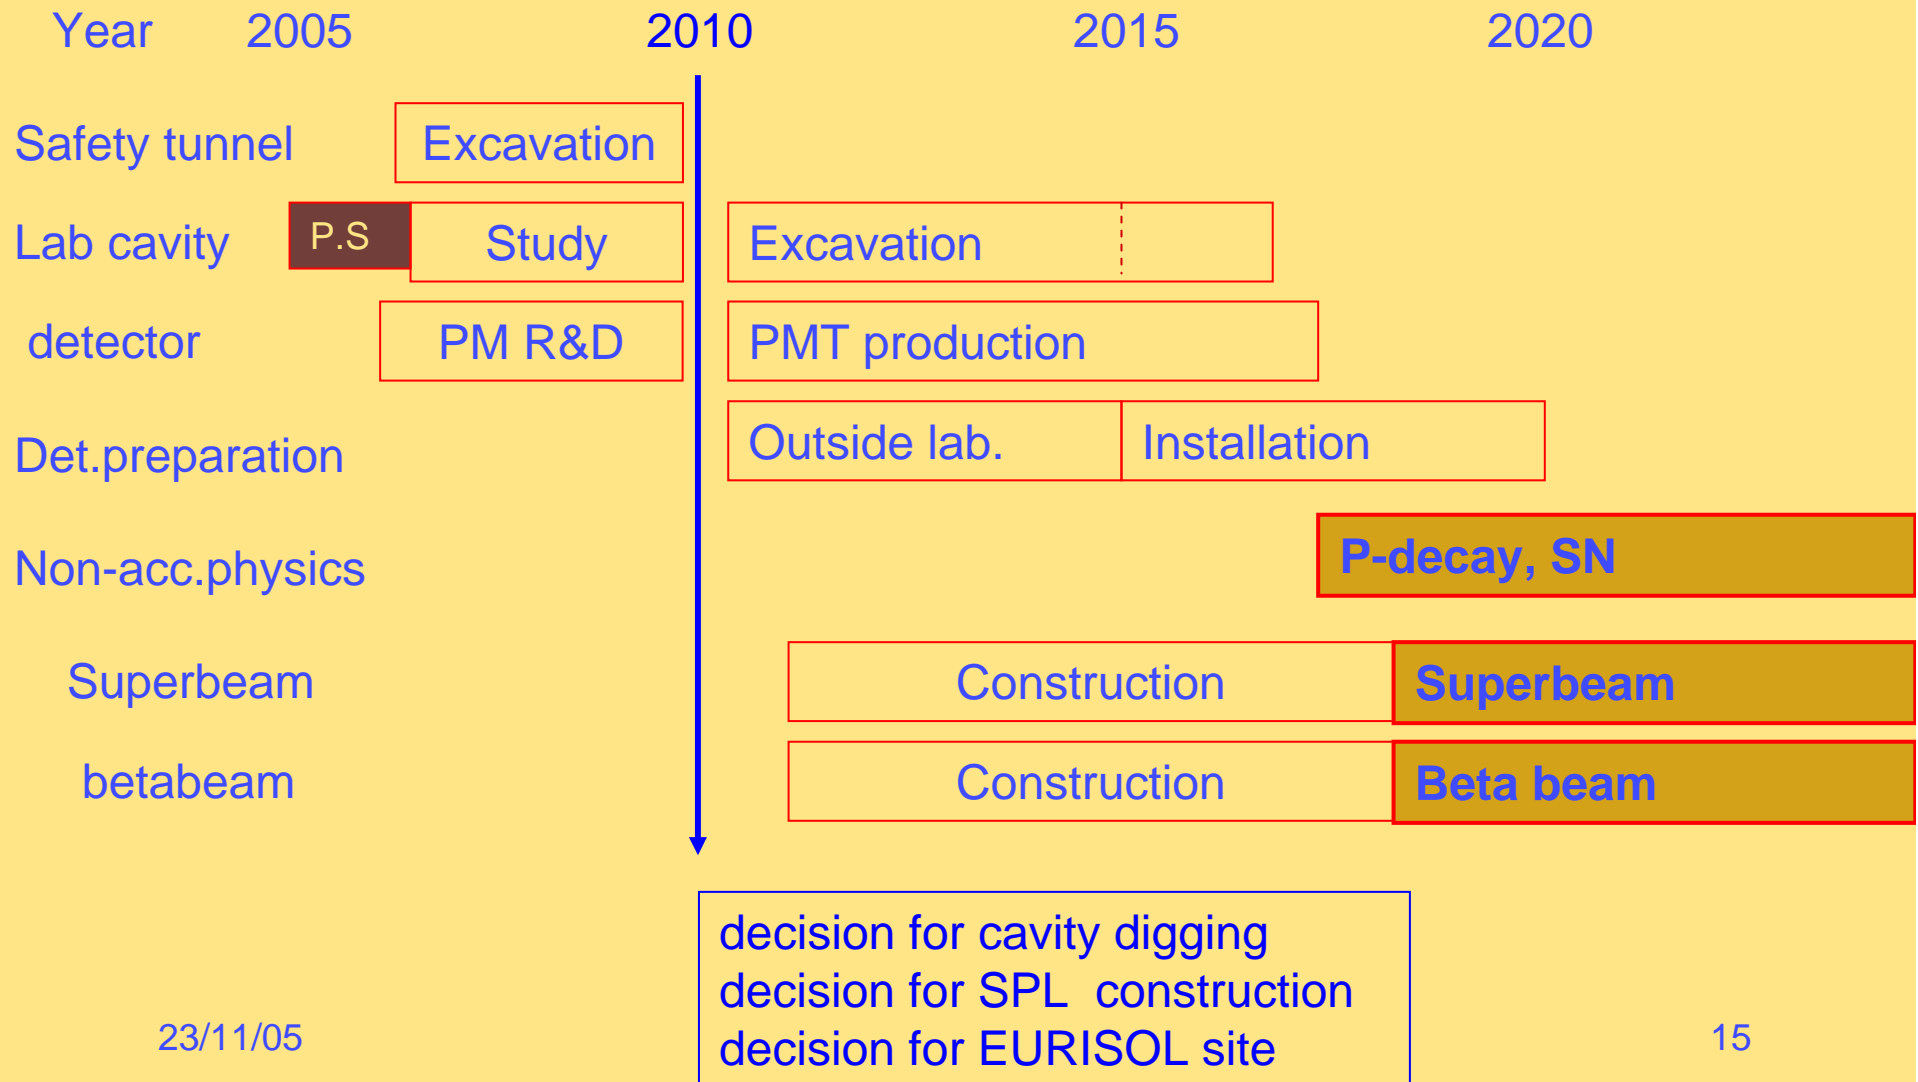 Year 2005 2010 2015 2020
Safety tunnel Excavation
Lab cavity P.S Study Excavation
detector PM R&D PMT production
Det.preparation Outside lab. Installation
Non-acc.physics P-decay, SN
Superbeam Construction Superbeam
betabeam Construction Beta beam
decision for cavity digging
decision for SPL construction
decision for EURISOL site
23/11/05 15